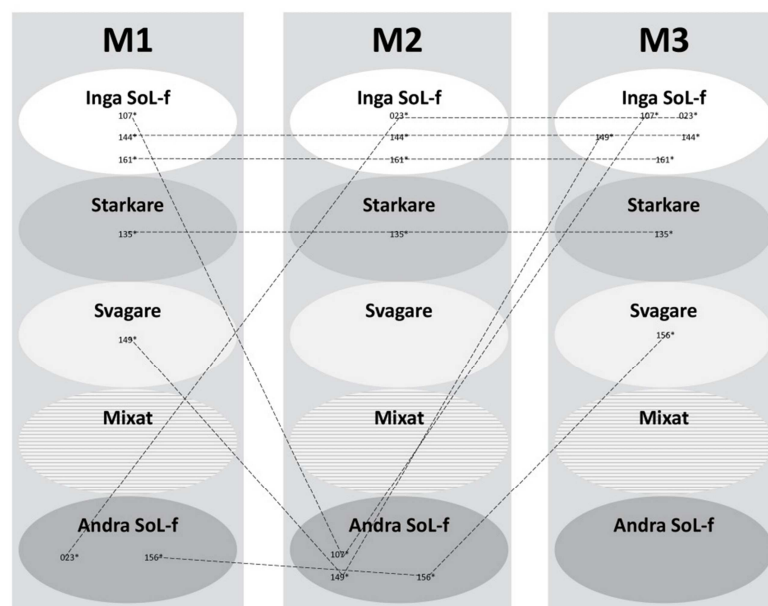 M1 M2 M3
Inga SoL-f Inga SoL-f Inga SoL-f
107* 023* 107* 023*
144* 144* 149* 144*
161* 161* 161*
Starkare Starkare Starkare
135* 135* 135*
Svagare Svagare Svagare
149* 156*
Mixat Mixat Mixat
Andra SoL-f Andra SoL-f Andra SoL-f
023* 156* 107*
149* 156*